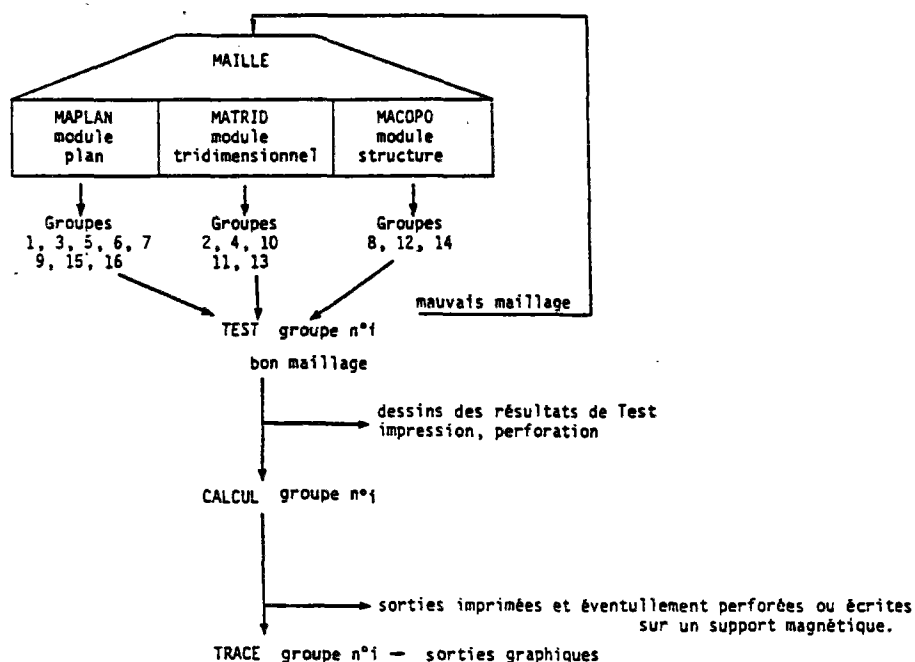 MAILLE
MAPLAN
module
plan
MATRID
module
tridimensionnel
MACOPO
module
structure
Groupes
1, 3, 5, 6, 7
9, 15, 16
Groupes
2, 4, 10
11, 13
Groupes
8, 12, 14
mauvais maillage
TEST groupe n°i
bon maillage
dessins des résultats de Test
impression, perforation
CALCUL groupe n°i
sorties imprimées et éventullement perforées ou écrites
sur un support magnétique.
TRACE groupe n°i — sorties graphiques